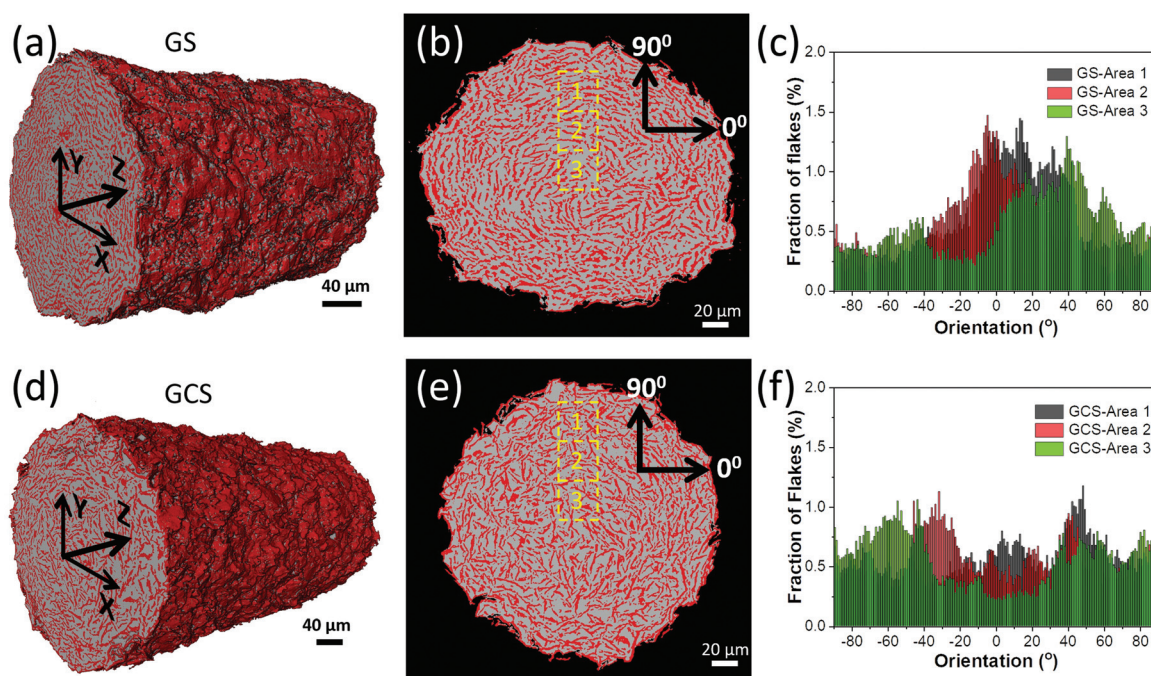 (a)
GS
Y
Z
X
40 µm
(b)
90⁰
0⁰
1
2
3
20 µm
(c)
2.0
1.5
1.0
0.5
0.0
Fraction of flakes (%)
GS-Area 1
GS-Area 2
GS-Area 3
-80 -60 -40 -20 0 20 40 60 80
Orientation (°)
(d)
GCS
Y
Z
X
40 µm
(e)
90⁰
0⁰
1
2
3
20 µm
(f)
2.0
1.5
1.0
0.5
0.0
Fraction of Flakes (%)
GCS-Area 1
GCS-Area 2
GCS-Area 3
-80 -60 -40 -20 0 20 40 60 80
Orientation (°)